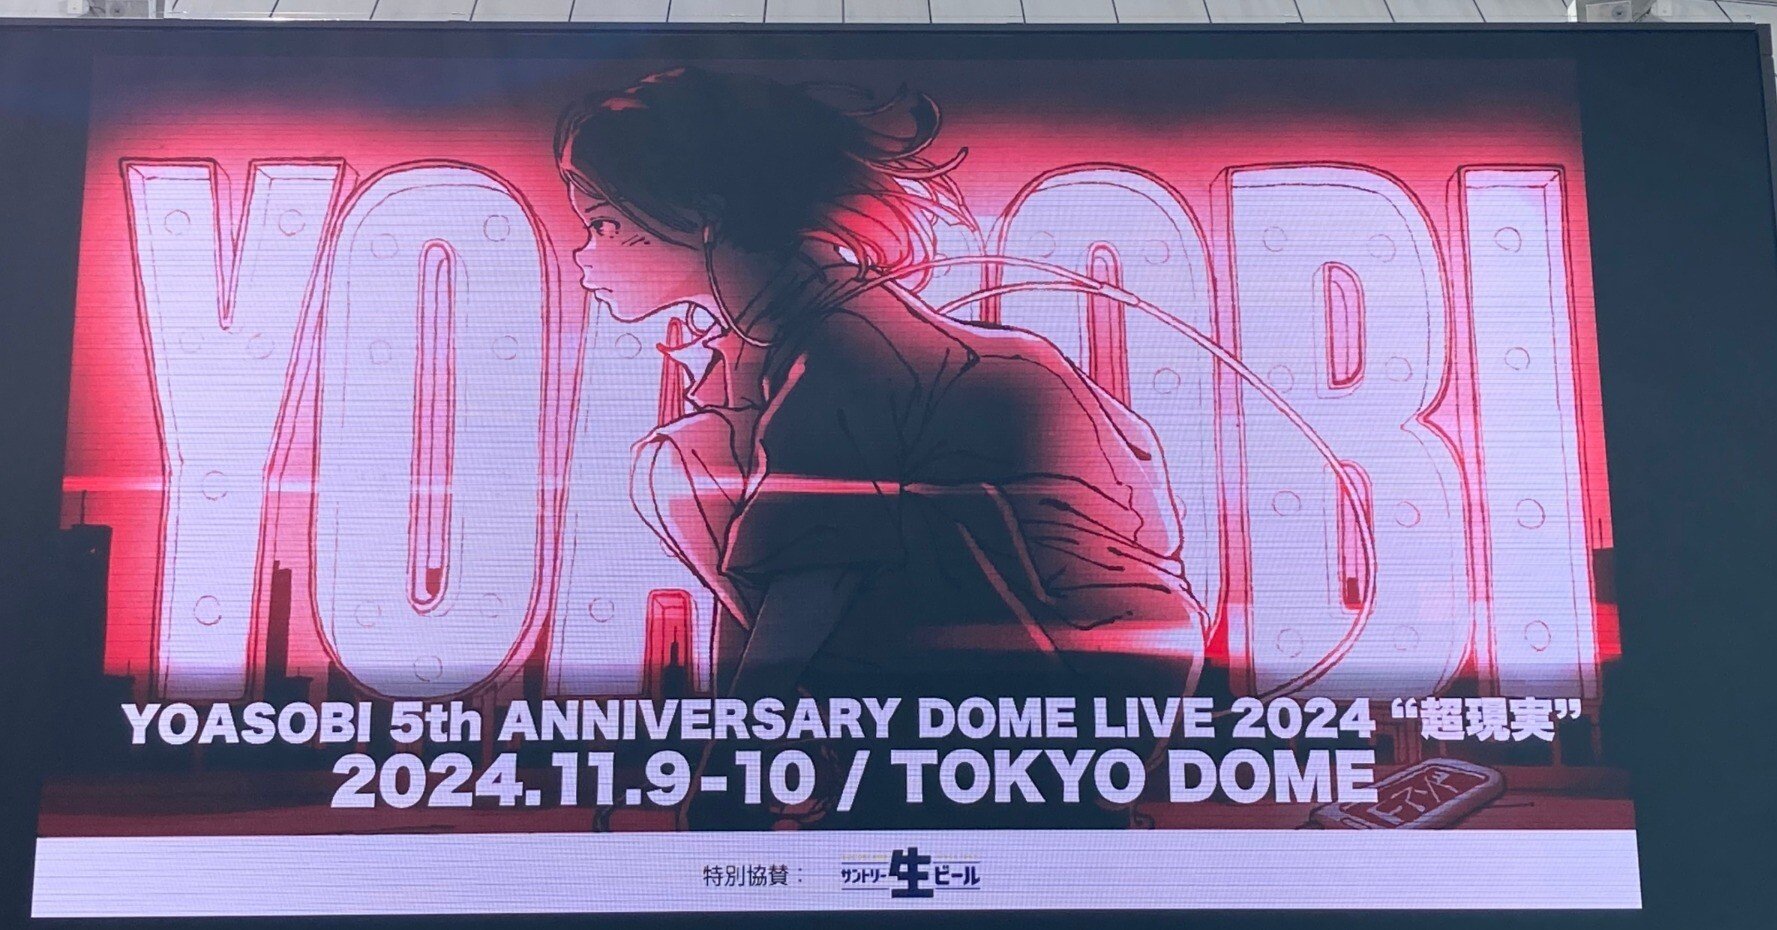 YOASOBI
YOASOBI 5th ANNIVERSARY DOME LIVE 2024 “超現実”
2024.11.9-10 / TOKYO DOME
特別協賛：
サントリー生ビール